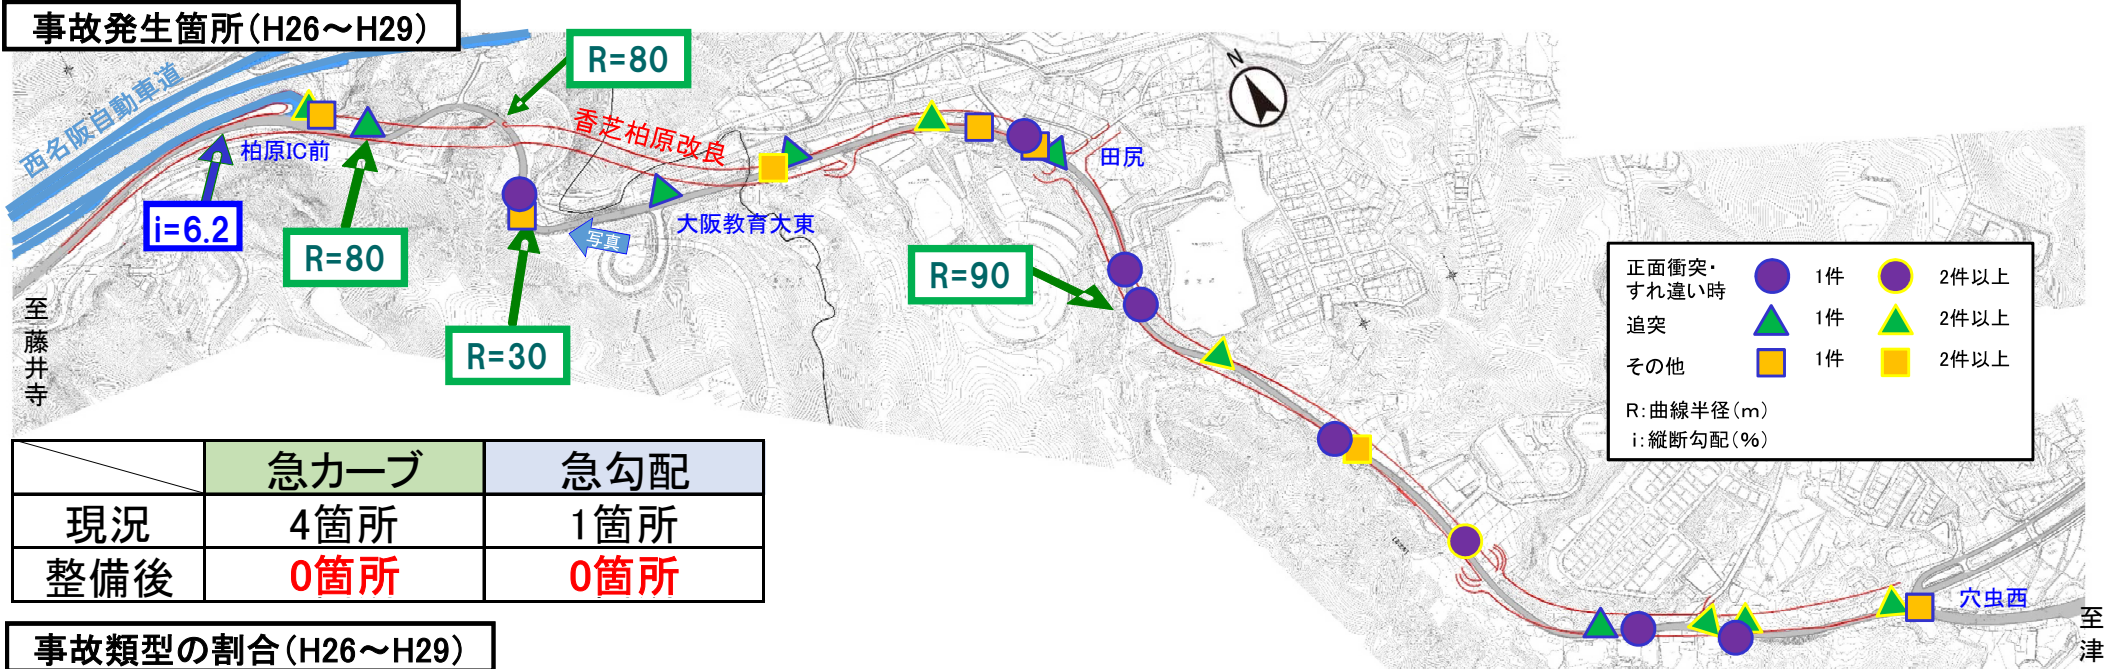 事故発生箇所(H26～H29)
R=80
N
西名阪自動車道
香芝柏原改良
柏原IC前
田尻
i=6.2
大阪教育大東
写真
R=80
R=90
R=30
至藤井寺
正面衝突・
すれ違い時
1件
2件以上
追突
1件
2件以上
その他
1件
2件以上
R:曲線半径(m)
i:縦断勾配(%)
急カーブ 急勾配
現況 4箇所 1箇所
整備後 0箇所 0箇所
穴虫西
至津
事故類型の割合(H26～H29)